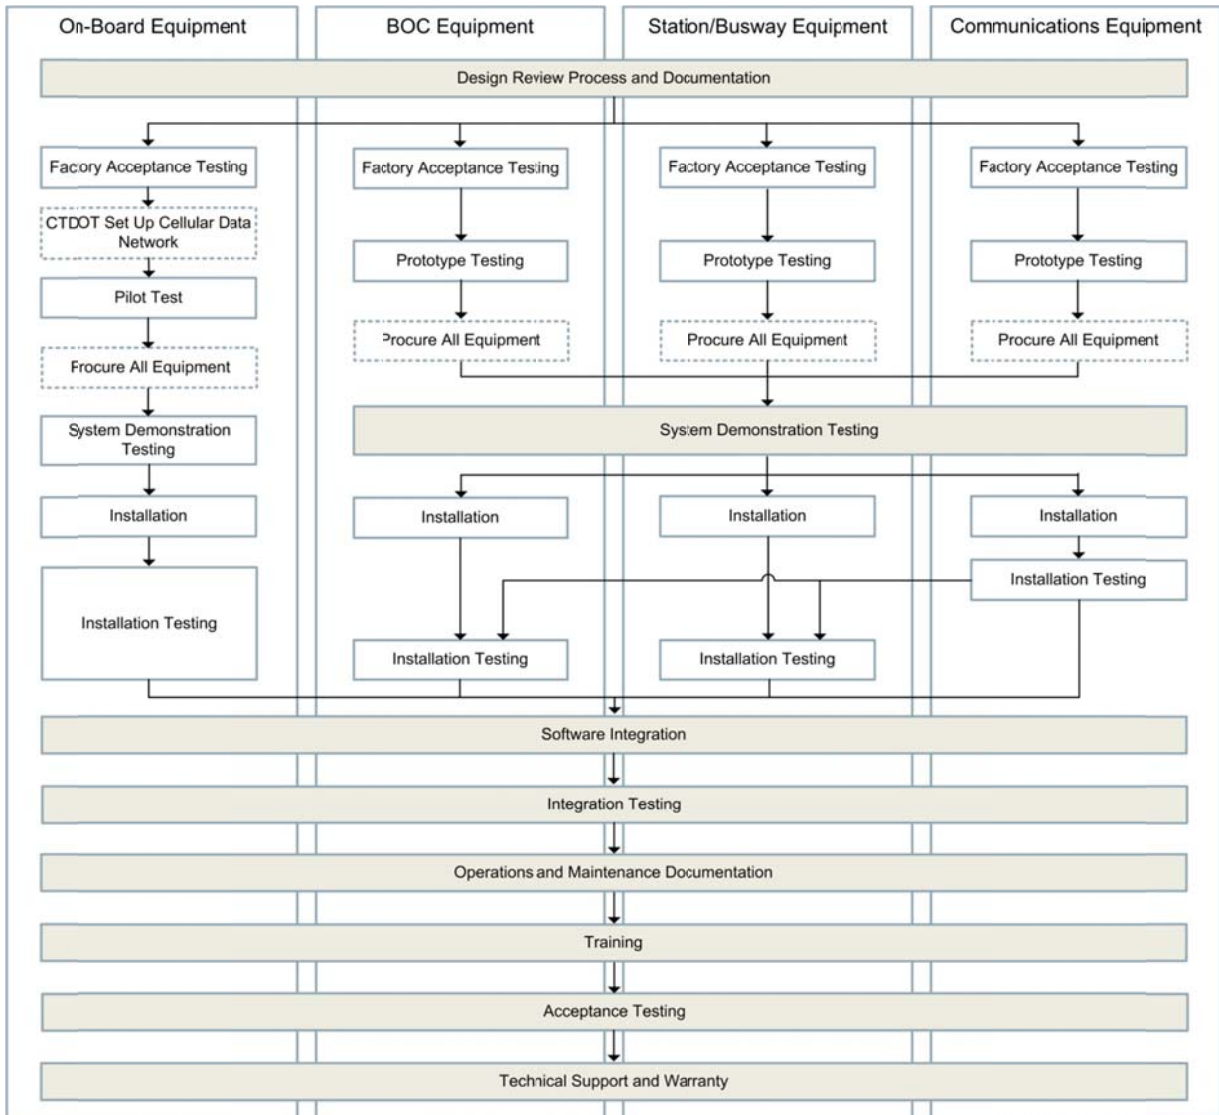 On-Board Equipment
BOC Equipment
Station/Busway Equipment
Communications Equipment
Design Review Process and Documentation
Factory Acceptance Testing
Factory Acceptance Testing
Factory Acceptance Testing
Factory Acceptance Testing
CTDOT Set Up Cellular Data
Network
Prototype Testing
Prototype Testing
Prototype Testing
Pilot Test
Procure All Equipment
Procure All Equipment
Procure All Equipment
Procure All Equipment
System Demonstration
Testing
System Demonstration Testing
Installation
Installation
Installation
Installation
Installation Testing
Installation Testing
Installation Testing
Installation Testing
Software Integration
Integration Testing
Operations and Maintenance Documentation
Training
Acceptance Testing
Technical Support and Warranty